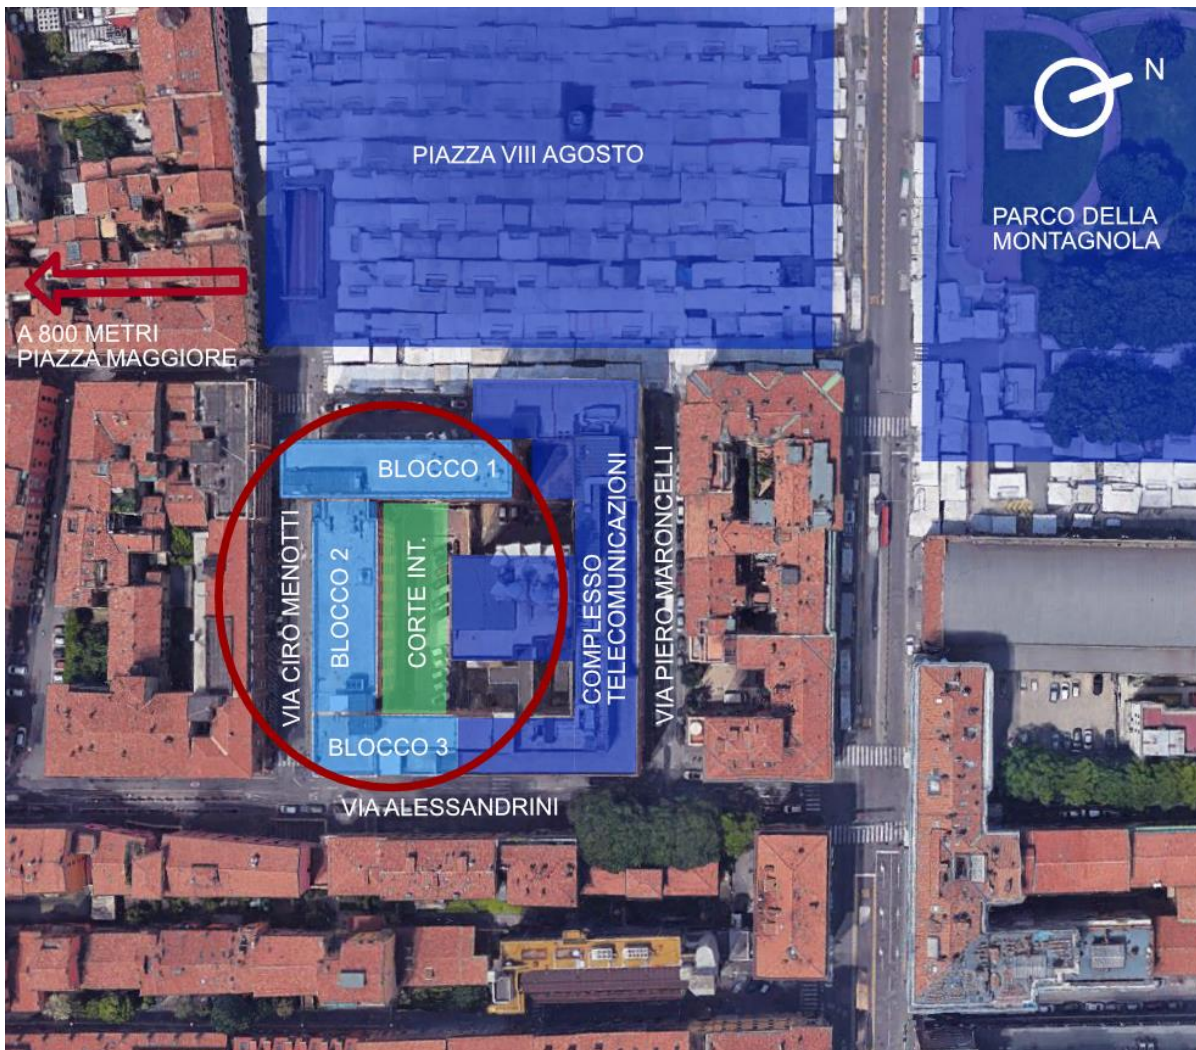 N
PIAZZA VIII AGOSTO
PARCO DELLA
MONTAGNOLA
A 800 METRI
PIAZZA MAGGIORE
BLOCCO 1
VIA CIRO MENOTTI
BLOCCO 2
CORTE INT.
COMPLESSO
TELECOMUNICAZIONI
VIA PIERO MARONCELLI
BLOCCO 3
VIA ALESSANDRINI